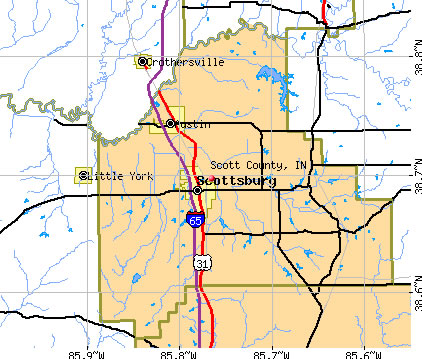 38.8°N
Crothersville
Austin
Scott County, IN
38.7°N
Little York
Scottsburg
65
31
38.6°N
85.9°W
85.8°W
85.7°W
85.6°W